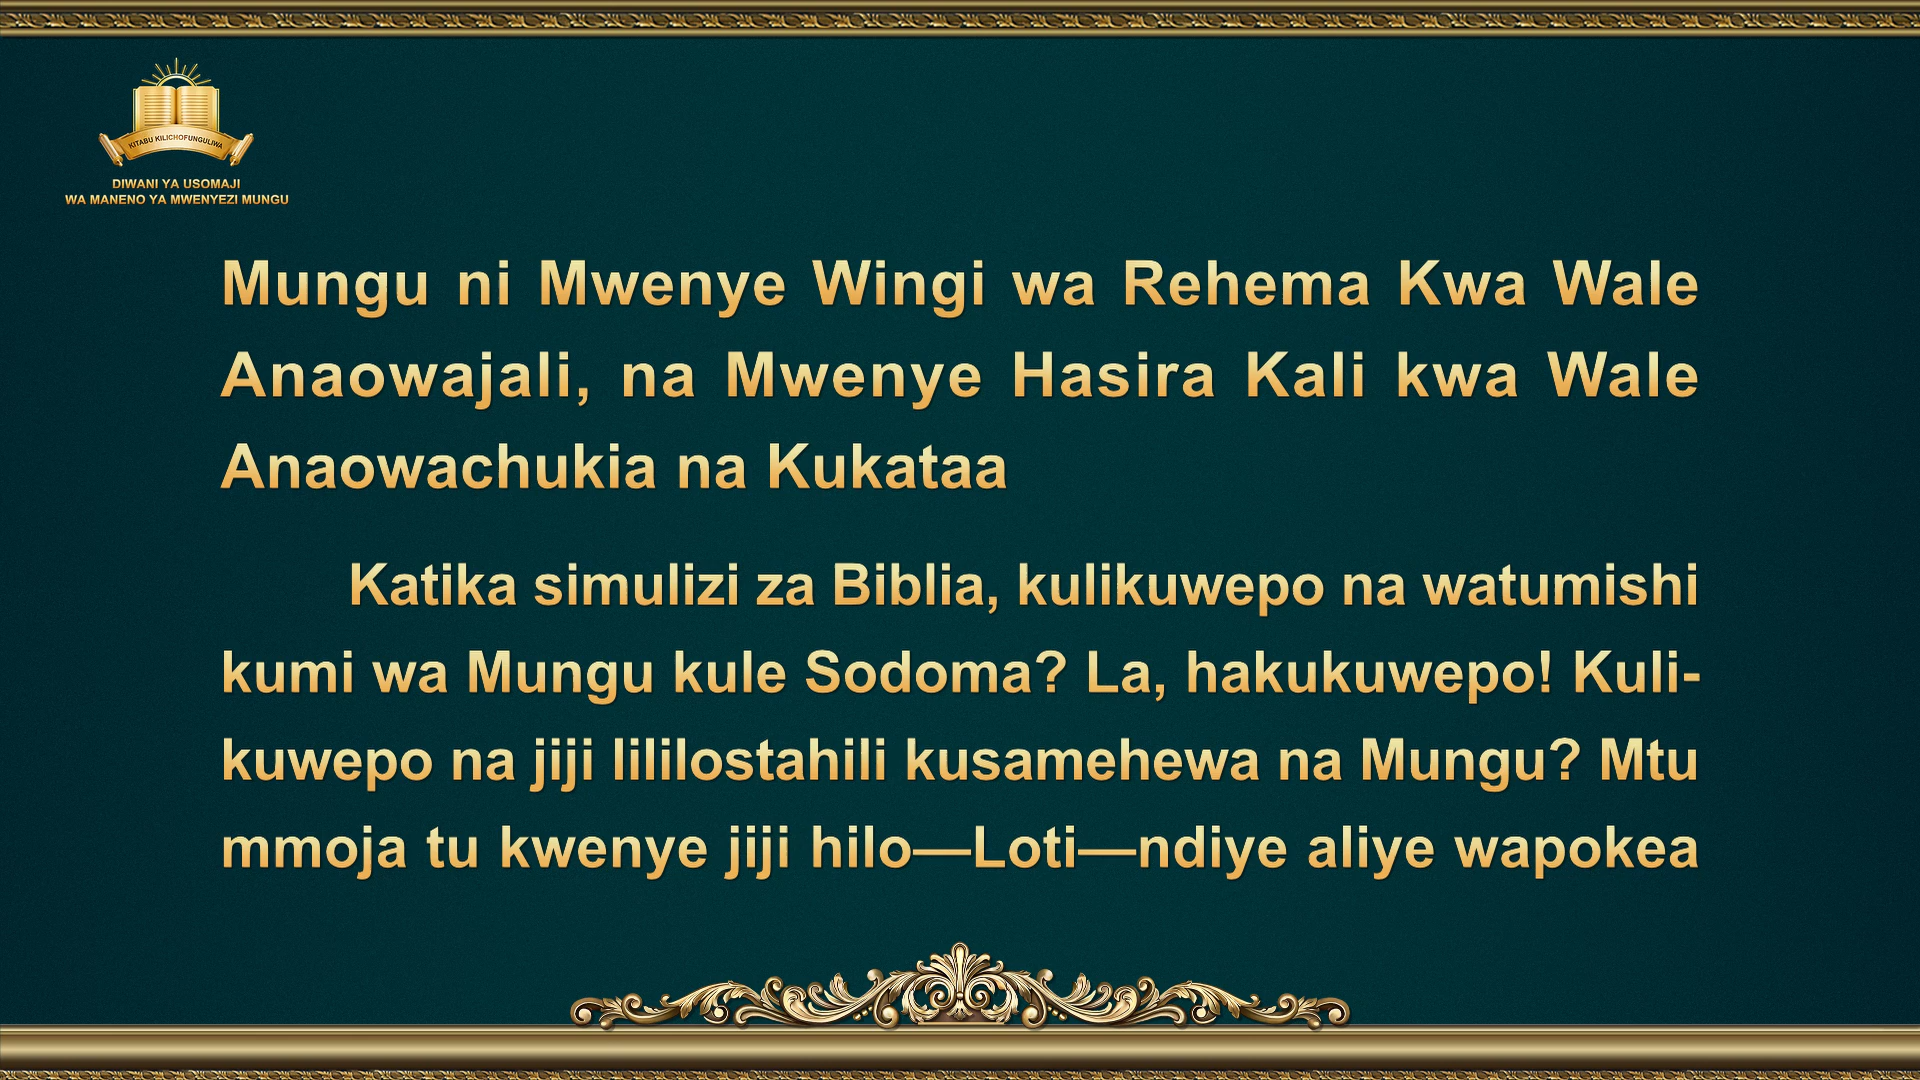 KITABU KILICHOFUNGULIWA
DIWANI YA USOMAJI
WA MANENO YA MWENYEZI MUNGU
Mungu ni Mwenye Wingi wa Rehema Kwa Wale
Anaowajali, na Mwenye Hasira Kali kwa Wale
Anaowachukia na Kukataa
Katika simulizi za Biblia, kulikuwepo na watumishi
kumi wa Mungu kule Sodoma? La, hakukuwepo! Kuli-
kuwepo na jiji lililostahili kusamehewa na Mungu? Mtu
mmoja tu kwenye jiji hilo—Loti—ndiye aliye wapokea